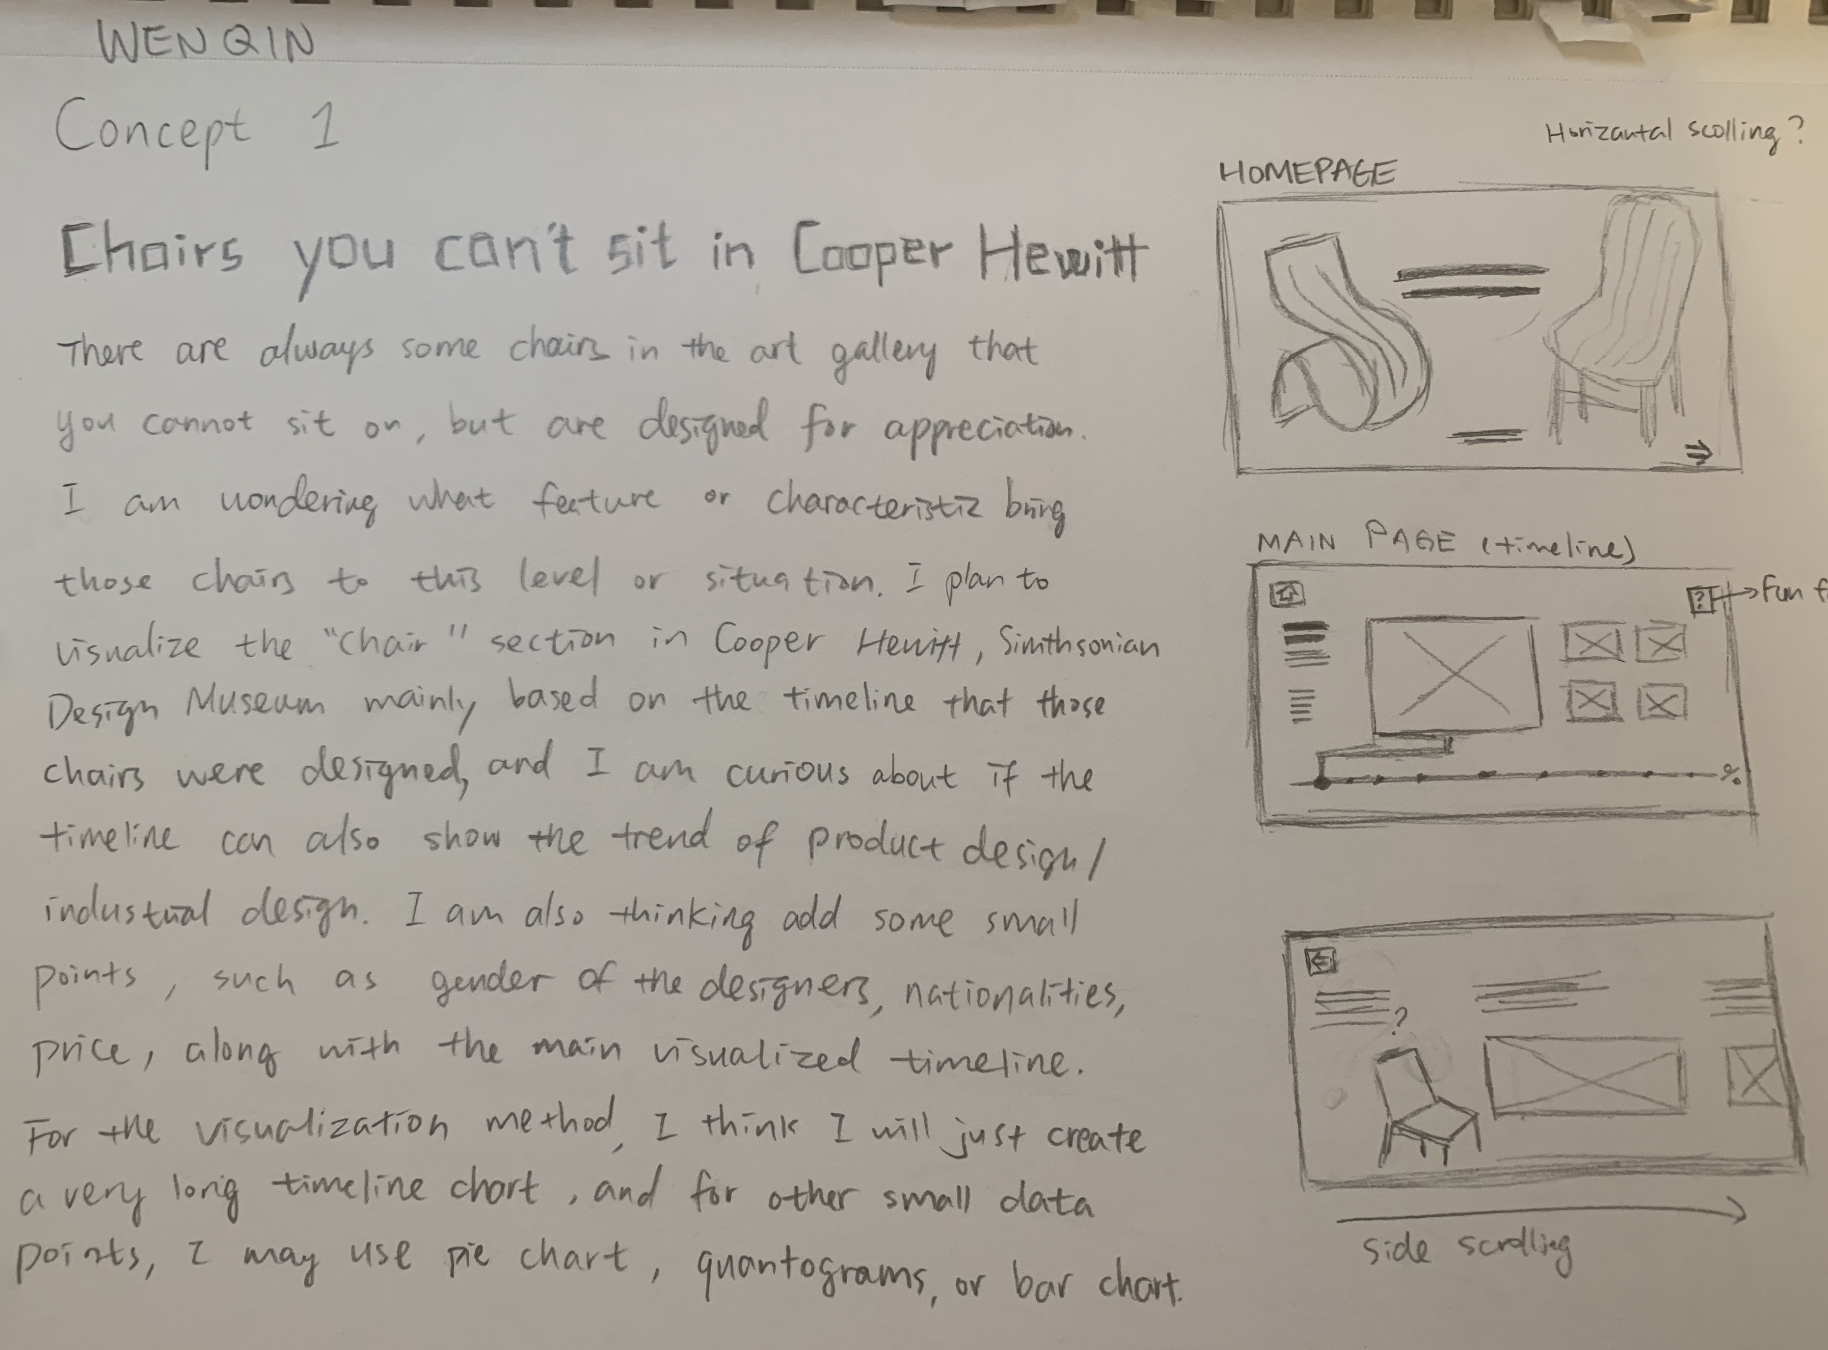 WENQIN
Concept 1
Chairs you can't sit in Cooper Hewitt
There are always some chairs in the art gallery that
you cannot sit on, but are designed for appreciation.
I am wondering what feature or characteristic bring
those chairs to this level or situation. I plan to
visualize the "Chair" section in Cooper Hewitt, Simthsonian
Design Museum mainly based on the timeline that those
chairs were designed, and I am curious about if the
timeline can also show the trend of product design/
industrial design. I am also thinking add some small
points, such as gender of the designers, nationalities,
price, along with the main visualized timeline.
For the visualization method, I think I will just create
a very long timeline chart, and for other small data
points, I may use pie chart, quantograms, or bar chart.
Horizantal scolling?
HOMEPAGE
MAIN PAGE (timeline)
? Fun
?
side scrolling